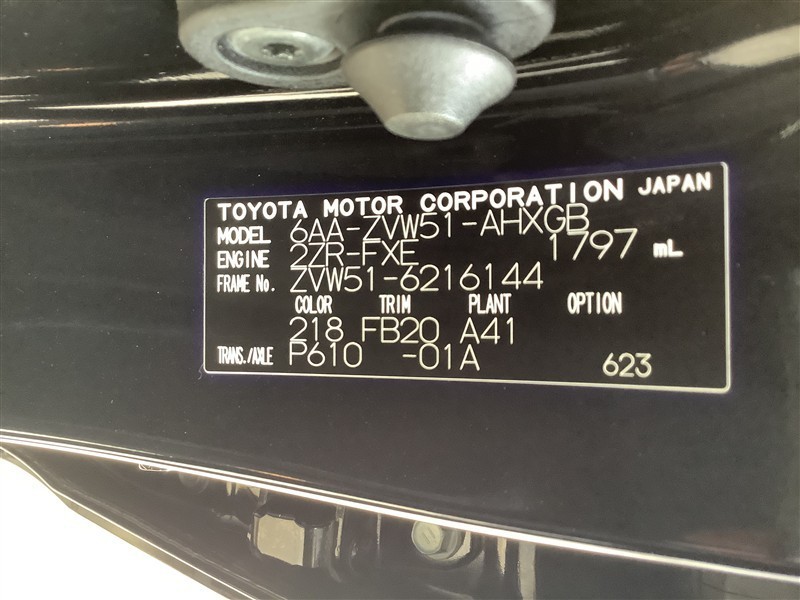 TOYOTA MOTOR CORPORATION JAPAN
MODEL 6AA-ZVW51-AHXGB
ENGINE 2ZR-FXE 1797 mL
FRAME No. ZVW51-6216144
COLOR TRIM PLANT OPTION
218 FB20 A41
TRANS./AXLE P610 -01A 623